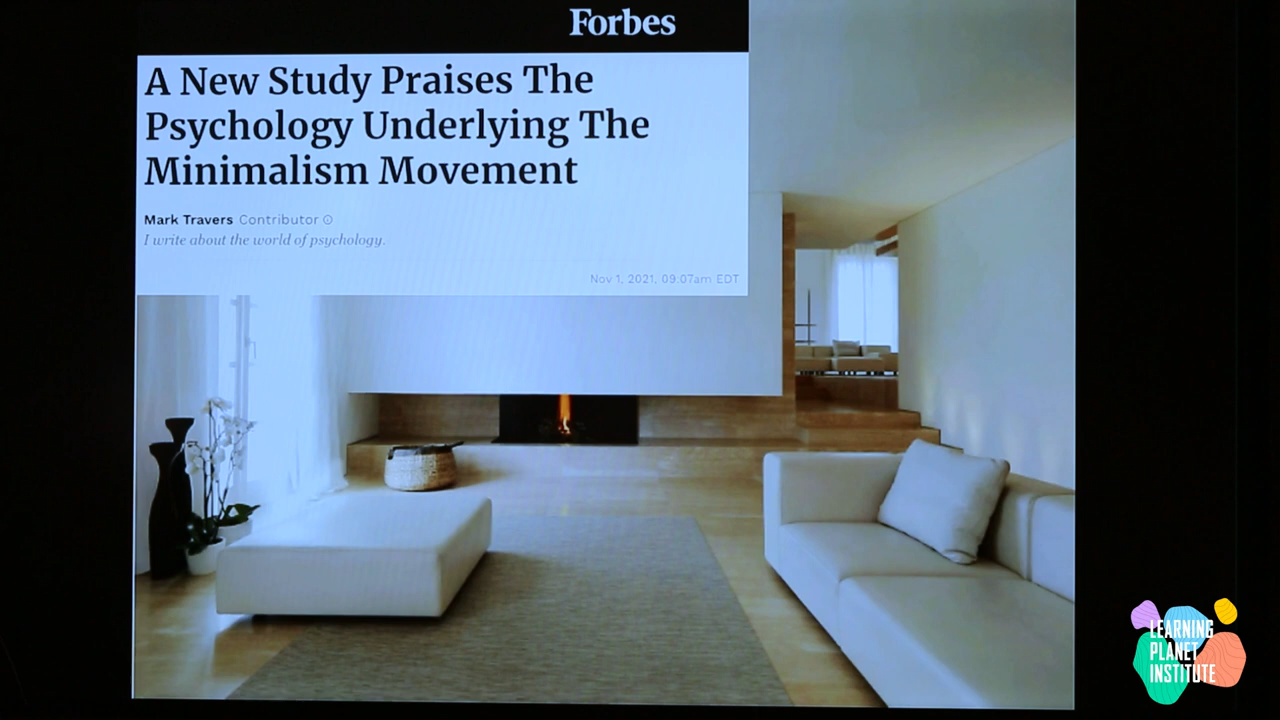 Forbes
A New Study Praises The
Psychology Underlying The
Minimalism Movement
Mark Travers Contributor
I write about the world of psychology.
Nov 1, 2021, 09:07am EDT
LEARNING
PLANET
INSTITUTE